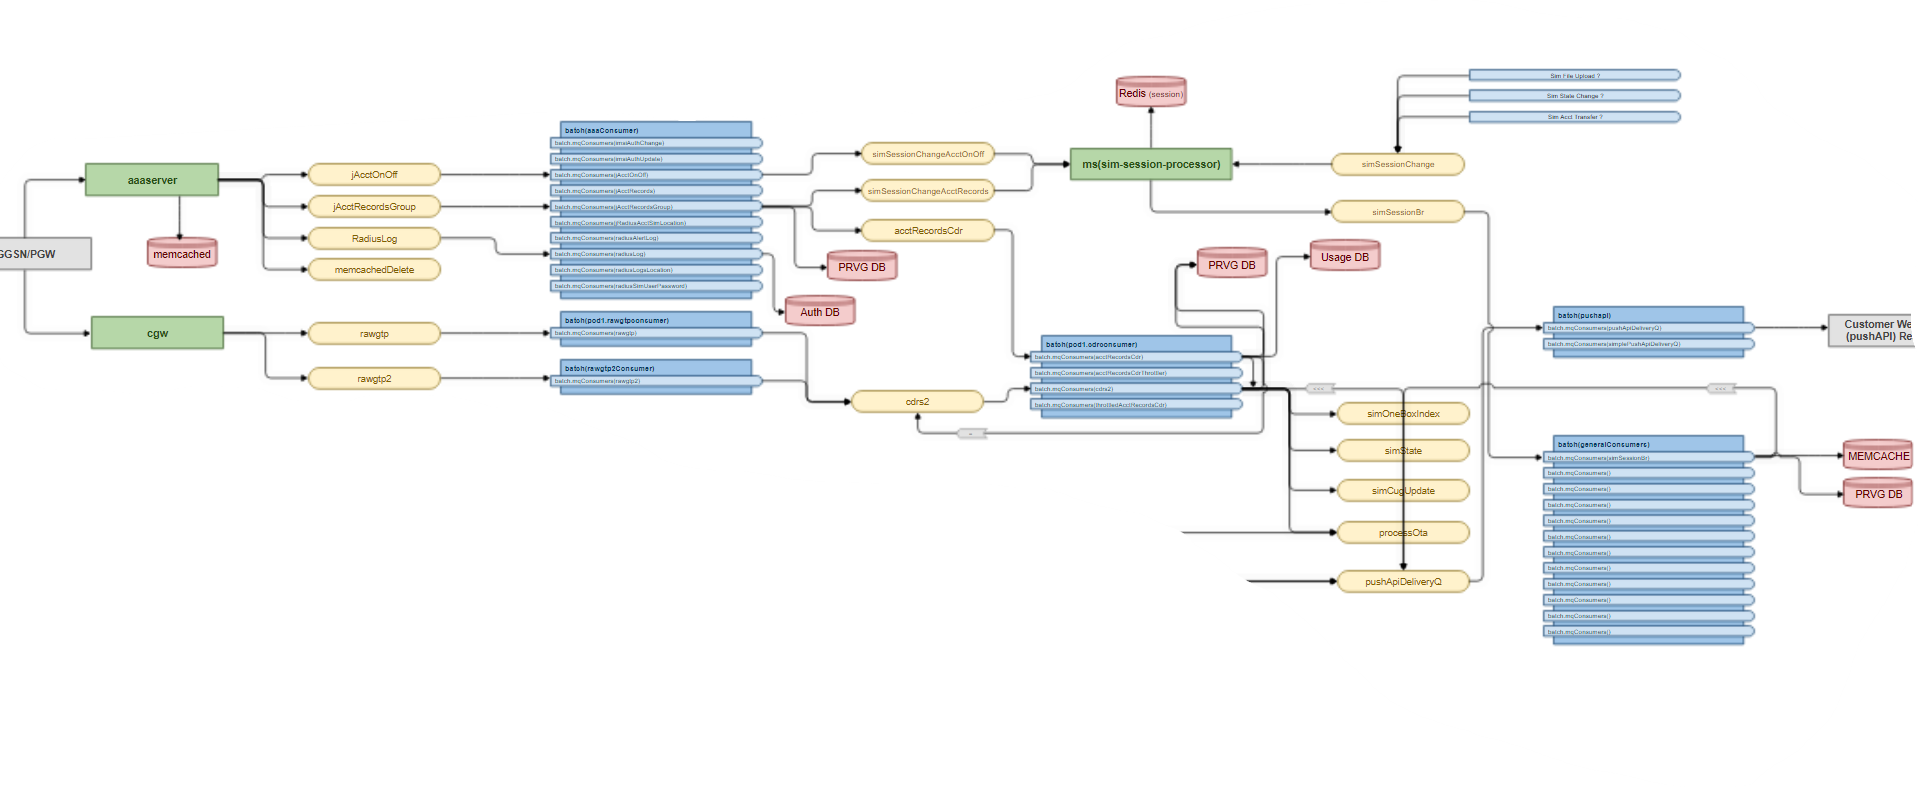 GGSN/PGW
aaaserver
memcached
cgw
jAcctOnOff
jAcctRecordsGroup
RadiusLog
memcachedDelete
rawgtp
rawgtp2
batch(aaaConsumer)
batch.mqConsumers(imsiAuthChange)
batch.mqConsumers(imsiAuthUpdate)
batch.mqConsumers(jAcctOnOff)
batch.mqConsumers(jAcctRecords)
batch.mqConsumers(jAcctRecordsGroup)
batch.mqConsumers(jRadiusAcctSimLocation)
batch.mqConsumers(radiusAlertLog)
batch.mqConsumers(radiusLog)
batch.mqConsumers(radiusLogsLocation)
batch.mqConsumers(radiusSimUserPassword)
batch(pod1.rawgtpconsumer)
batch.mqConsumers(rawgtp)
batch(rawgtp2Consumer)
batch.mqConsumers(rawgtp2)
simSessionChangeAcctOnOff
simSessionChangeAcctRecords
acctRecordsCdr
PRVG DB
Auth DB
cdrs2
Redis (session)
ms(sim-session-processor)
Sim File Upload ?
Sim State Change ?
Sim Acct Transfer ?
simSessionChange
simSessionBr
PRVG DB
Usage DB
batch(pod1.cdrconsumer)
batch.mqConsumers(acctRecordsCdr)
batch.mqConsumers(acctRecordsCdrThrottler)
batch.mqConsumers(cdrs2)
batch.mqConsumers(throttledAcctRecordsCdr)
<<<
<<<
simOneBoxIndex
simState
simCugUpdate
processOta
pushApiDeliveryQ
batch(puchapi)
batch.mqConsumers(pushApiDeliveryQ)
batch.mqConsumers(simplePushApiDeliveryQ)
Customer We
(pushAPI) Re
batch(generalConsumers)
batch.mqConsumers(simSessionBr)
batch.mqConsumers()
batch.mqConsumers()
batch.mqConsumers()
batch.mqConsumers()
batch.mqConsumers()
batch.mqConsumers()
batch.mqConsumers()
batch.mqConsumers()
batch.mqConsumers()
batch.mqConsumers()
batch.mqConsumers()
MEMCACHE
PRVG DB